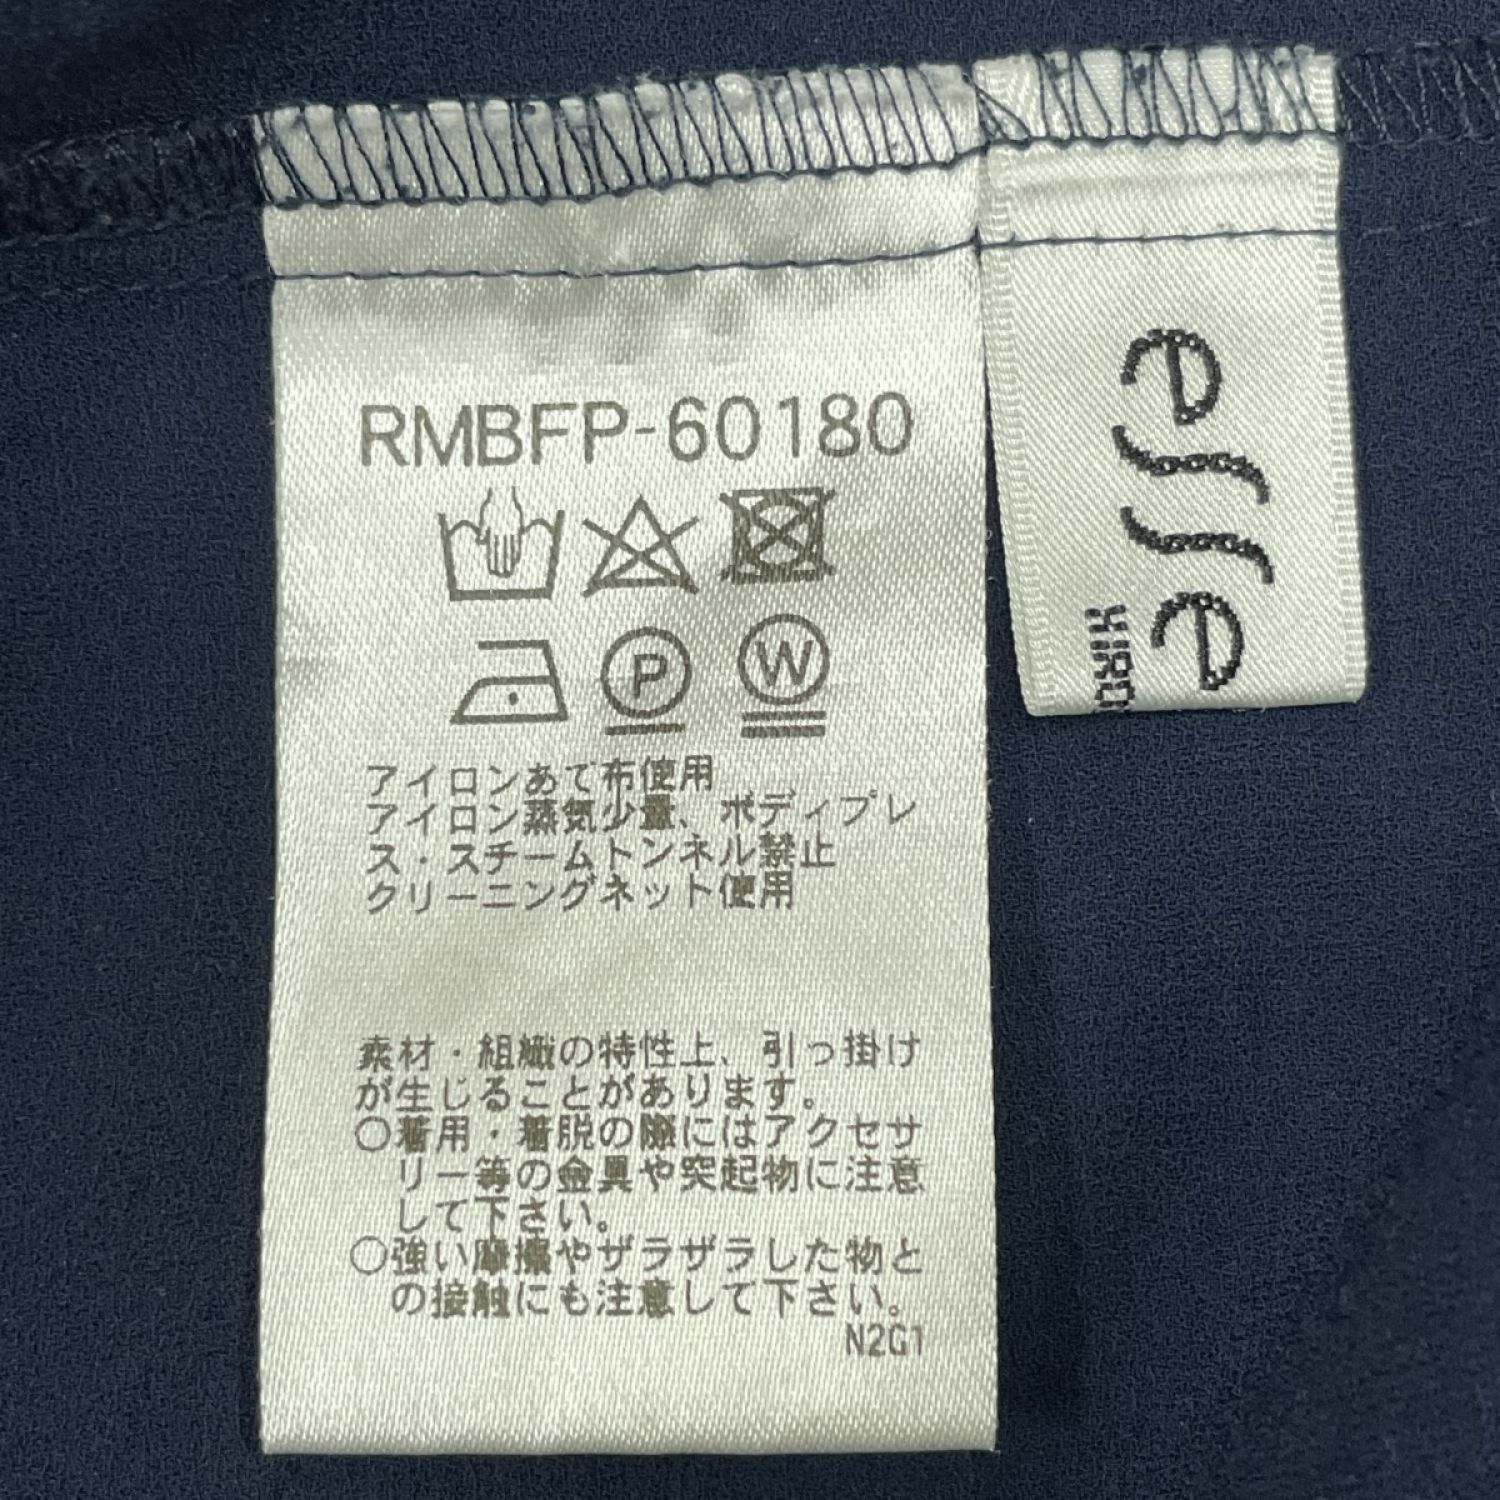 RMBFP-60180
P
W
アイロンあて布使用
アイロン蒸気少量、ボディプレ
ス・スチームトンネル禁止
クリーニングネット使用
素材・組織の特性上、引っ掛け
が生じることがあります。
○着用・着脱の際にはアクセサ
リー等の金具や突起物に注意
して下さい。
○強い摩擦やザラザラした物と
の接触にも注意して下さい。
N2G1
esse